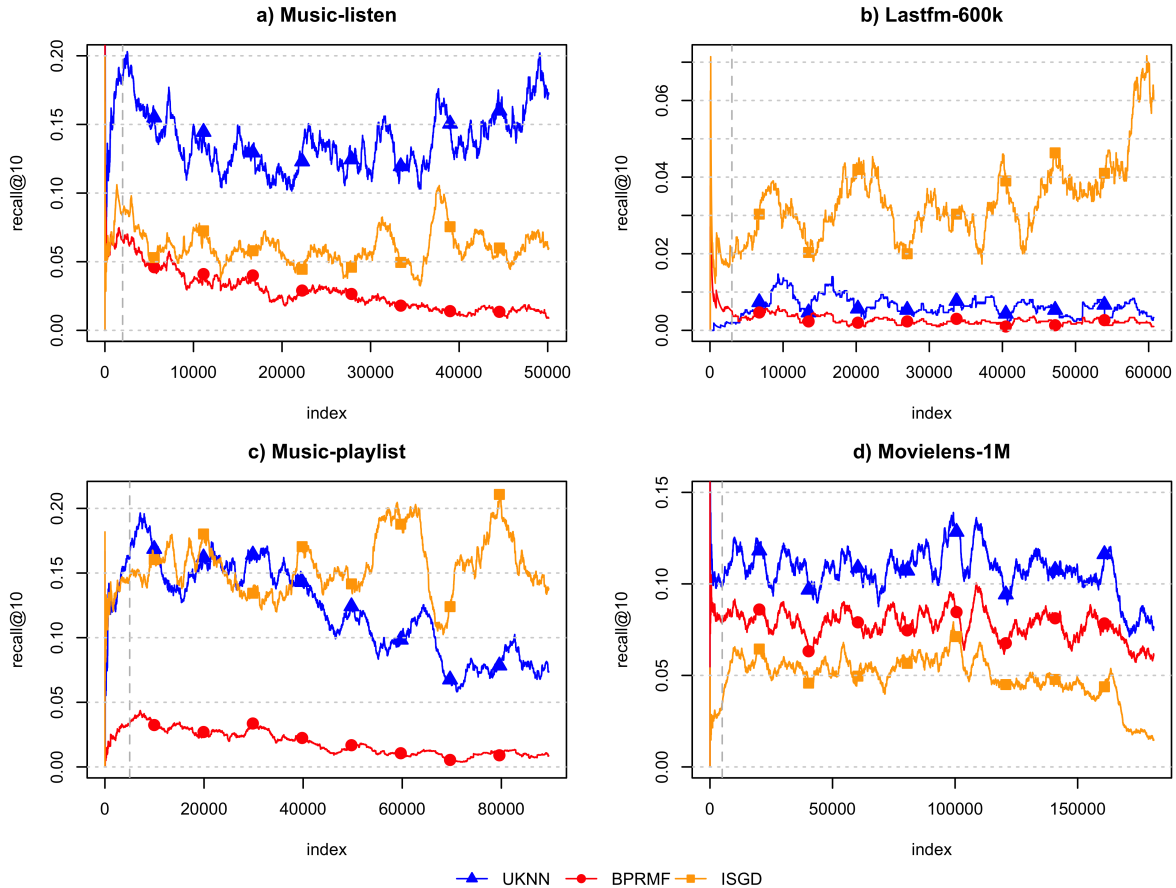 a) Music-listen
recall@10
0.20
0.15
0.10
0.05
0.00
0 10000 20000 30000 40000 50000
index
b) Lastfm-600k
recall@10
0.06
0.04
0.02
0.00
0 10000 20000 30000 40000 50000 60000
index
c) Music-playlist
recall@10
0.20
0.15
0.10
0.05
0.00
0 20000 40000 60000 80000
index
d) Movielens-1M
recall@10
0.15
0.10
0.05
0.00
0 50000 100000 150000
index
UKNN BPRMF ISGD